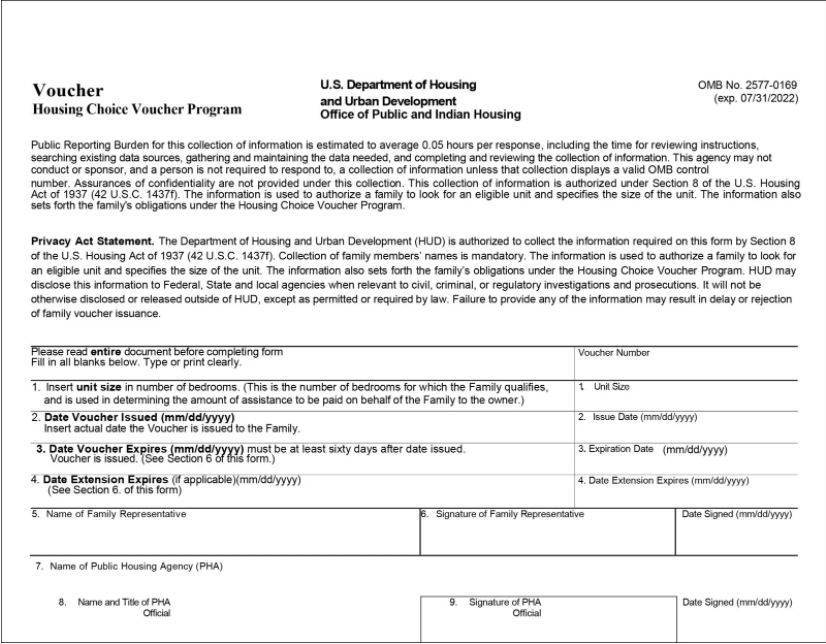 Voucher
Housing Choice Voucher Program
U.S. Department of Housing
and Urban Development
Office of Public and Indian Housing
OMB No. 2577-0169
(exp. 07/31/2022)
Public Reporting Burden for this collection of information is estimated to average 0.05 hours per response, including the time for reviewing instructions,
searching existing data sources, gathering and maintaining the data needed, and completing and reviewing the collection of information. This agency may not
conduct or sponsor, and a person is not required to respond to, a collection of information unless that collection displays a valid OMB control
number. Assurances of confidentiality are not provided under this collection. This collection of information is authorized under Section 8 of the U.S. Housing
Act of 1937 (42 U.S.C. 1437f). The information is used to authorize a family to look for an eligible unit and specifies the size of the unit. The information also
sets forth the family's obligations under the Housing Choice Voucher Program.
Privacy Act Statement. The Department of Housing and Urban Development (HUD) is authorized to collect the information required on this form by Section 8
of the U.S. Housing Act of 1937 (42 U.S.C. 1437f). Collection of family members' names is mandatory. The information is used to authorize a family to look for
an eligible unit and specifies the size of the unit. The information also sets forth the family's obligations under the Housing Choice Voucher Program. HUD may
disclose this information to Federal, State and local agencies when relevant to civil, criminal, or regulatory investigations and prosecutions. It will not be
otherwise disclosed or released outside of HUD, except as permitted or required by law. Failure to provide any of the information may result in delay or rejection
of family voucher issuance.
Please read entire document before completing form
Fill in all blanks below. Type or print clearly.
Voucher Number
1. Insert unit size in number of bedrooms. (This is the number of bedrooms for which the Family qualifies,
and is used in determining the amount of assistance to be paid on behalf of the Family to the owner.)
1. Unit Size
2. Date Voucher Issued (mm/dd/yyyy)
Insert actual date the Voucher is issued to the Family.
2. Issue Date (mm/dd/yyyy)
3. Date Voucher Expires (mm/dd/yyyy) must be at least sixty days after date issued.
Voucher is issued. (See Section 6 of this form.)
3. Expiration Date (mm/dd/yyyy)
4. Date Extension Expires (if applicable)(mm/dd/yyyy)
(See Section 6. of this form)
4. Date Extension Expires (mm/dd/yyyy)
5. Name of Family Representative
6. Signature of Family Representative
Date Signed (mm/dd/yyyy)
7. Name of Public Housing Agency (PHA)
8. Name and Title of PHA
Official
9. Signature of PHA
Official
Date Signed (mm/dd/yyyy)